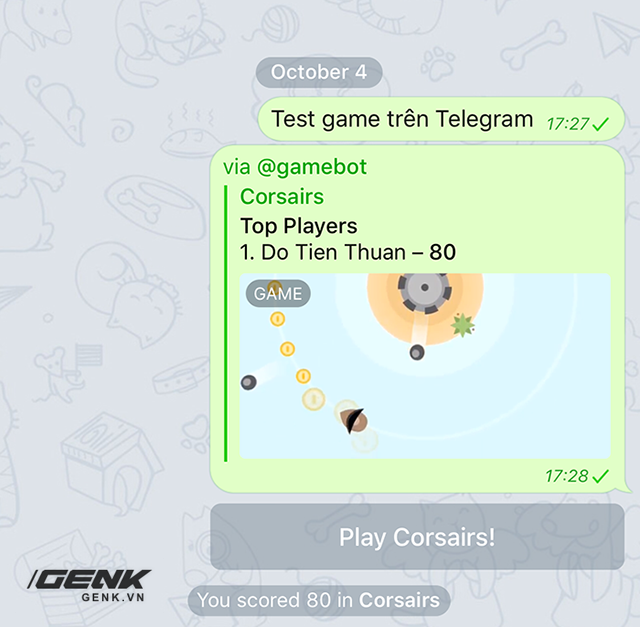 October 4
Test game trên Telegram 17:27
via @gamebot
Corsairs
Top Players
1. Do Tien Thuan – 80
GAME
17:28
Play Corsairs!
GENK
GENK.VN
You scored 80 in Corsairs